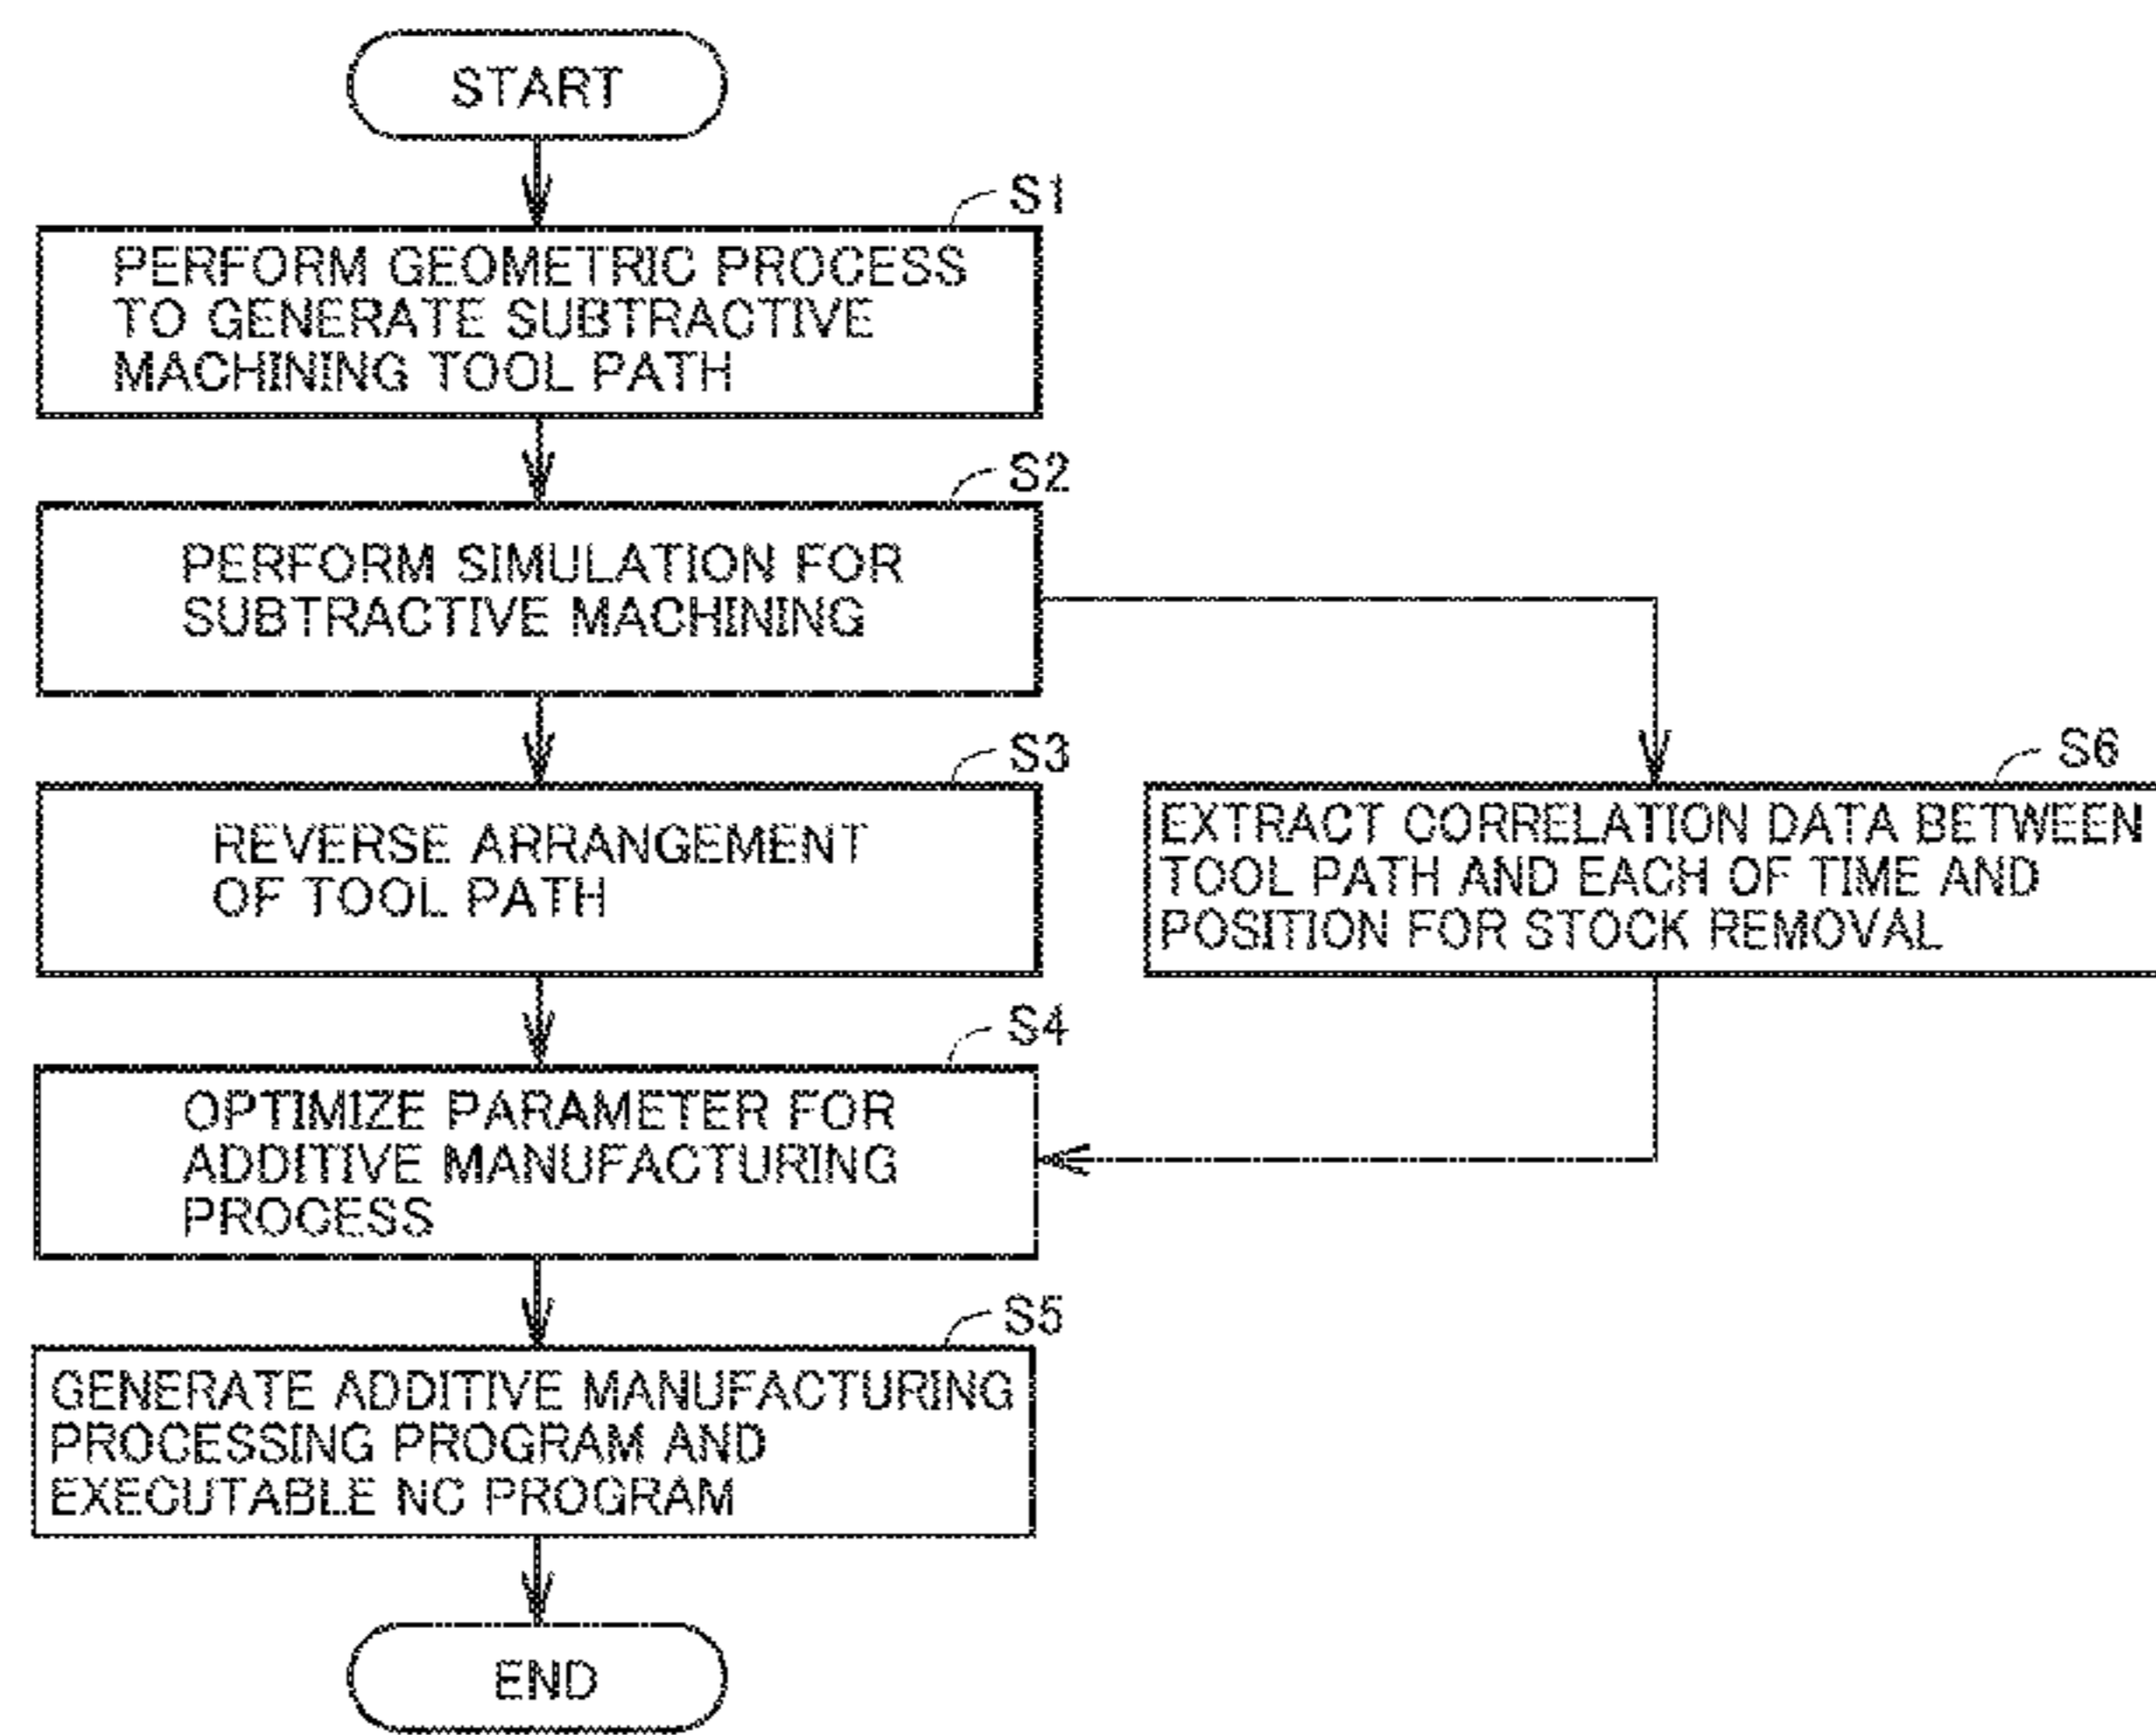 START
S1
PERFORM GEOMETRIC PROCESS
TO GENERATE SUBTRACTIVE
MACHINING TOOL PATH
S2
PERFORM SIMULATION FOR
SUBTRACTIVE MACHINING
S3
REVERSE ARRANGEMENT
OF TOOL PATH
S6
EXTRACT CORRELATION DATA BETWEEN
TOOL PATH AND EACH OF TIME AND
POSITION FOR STOCK REMOVAL
S4
OPTIMIZE PARAMETER FOR
ADDITIVE MANUFACTURING
PROCESS
S5
GENERATE ADDITIVE MANUFACTURING
PROCESSING PROGRAM AND
EXECUTABLE NC PROGRAM
END